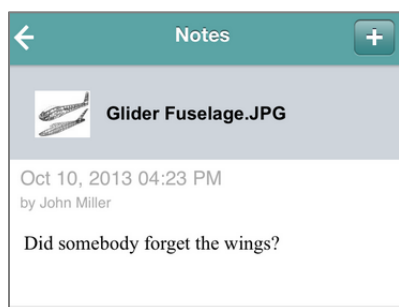 Notes
Glider Fuselage.JPG
Oct 10, 2013 04:23 PM
by John Miller
Did somebody forget the wings?